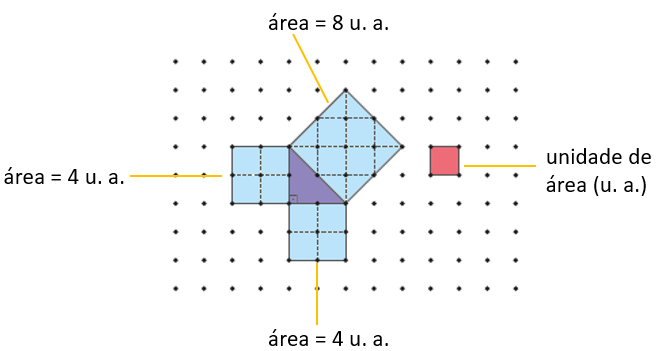 área = 8 u. a.
área = 4 u. a.
unidade de
área (u. a.)
área = 4 u. a.